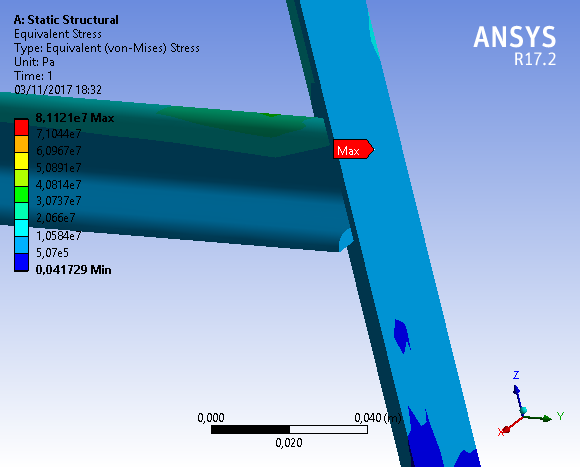 A: Static Structural
Equivalent Stress
Type: Equivalent (von-Mises) Stress
Unit: Pa
Time: 1
03/11/2017 18:32
8,1121e7 Max
7,1044e7
6,0967e7
5,0891e7
4,0814e7
3,0737e7
2,066e7
1,0584e7
5,07e5
0,041729 Min
ANSYS
R17.2
Max
0,000
0,040 (m)
0,020
Z
Y
X